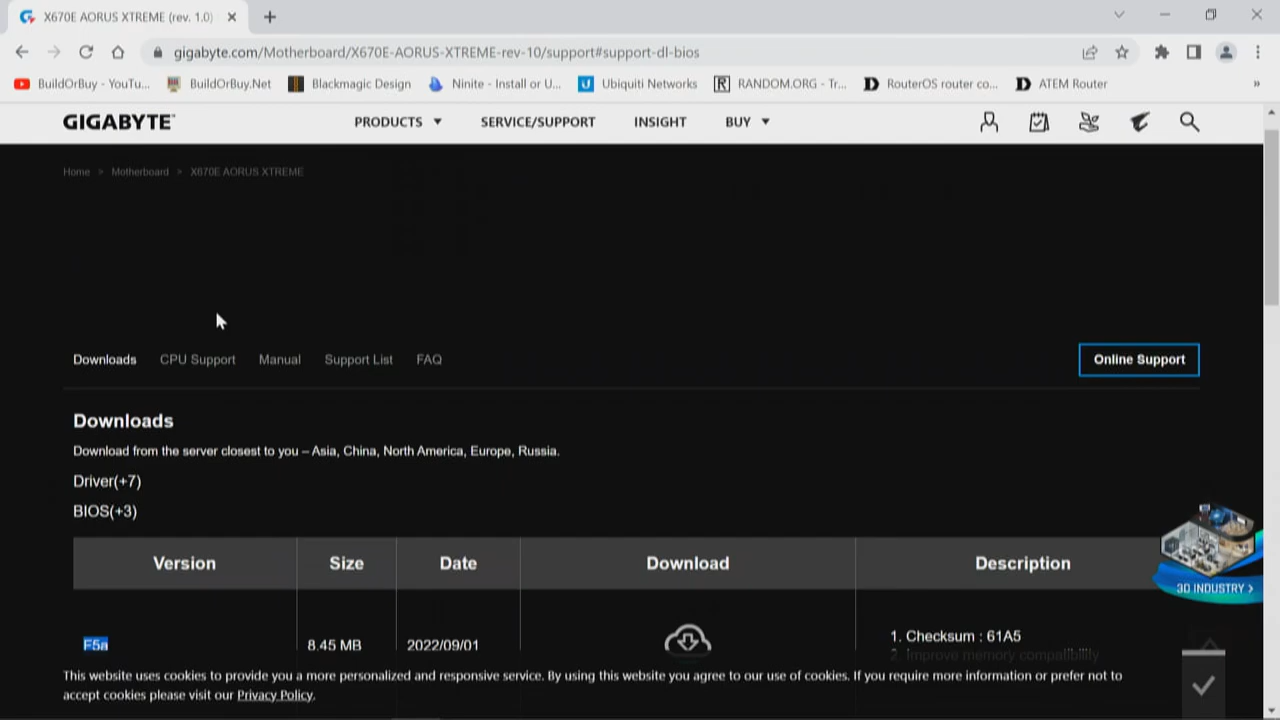 X670E AORUS XTREME (rev. 1.0)
gigabyte.com/Motherboard/X670E-AORUS-XTREME-rev-10/support#support-dl-bios
BuildOrBuy - YouTu... BuildOrBuy.Net Blackmagic Design Ninite - Install or U... Ubiquiti Networks RANDOM.ORG - Tr... RouterOS router co... ATEM Router »
GIGABYTE™ PRODUCTS SERVICE/SUPPORT INSIGHT BUY
Home > Motherboard > X670E AORUS XTREME
Downloads CPU Support Manual Support List FAQ Online Support
Downloads
Download from the server closest to you – Asia, China, North America, Europe, Russia.
Driver(+7)
BIOS(+3)
Version Size Date Download Description
3D INDUSTRY >
F5a 8.45 MB 2022/09/01 1. Checksum : 61A5
2. Improve memory compatibility
This website uses cookies to provide you a more personalized and responsive service. By using this website you agree to our use of cookies. If you require more information or prefer not to
accept cookies please visit our Privacy Policy.